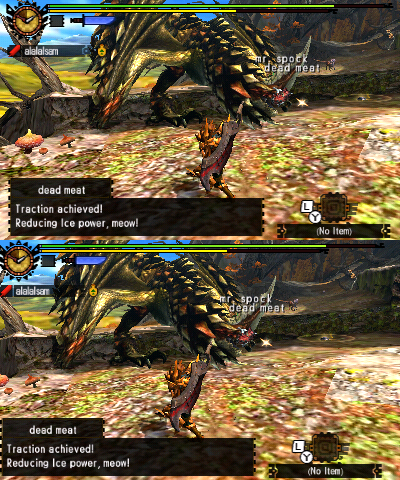 alalalsam
mr. spock
dead meat
dead meat
Traction achieved!
Reducing Ice power, meow!
L
Y
(No Item)
alalalsam
mr. spock
dead meat
dead meat
Traction achieved!
Reducing Ice power, meow!
L
Y
(No Item)